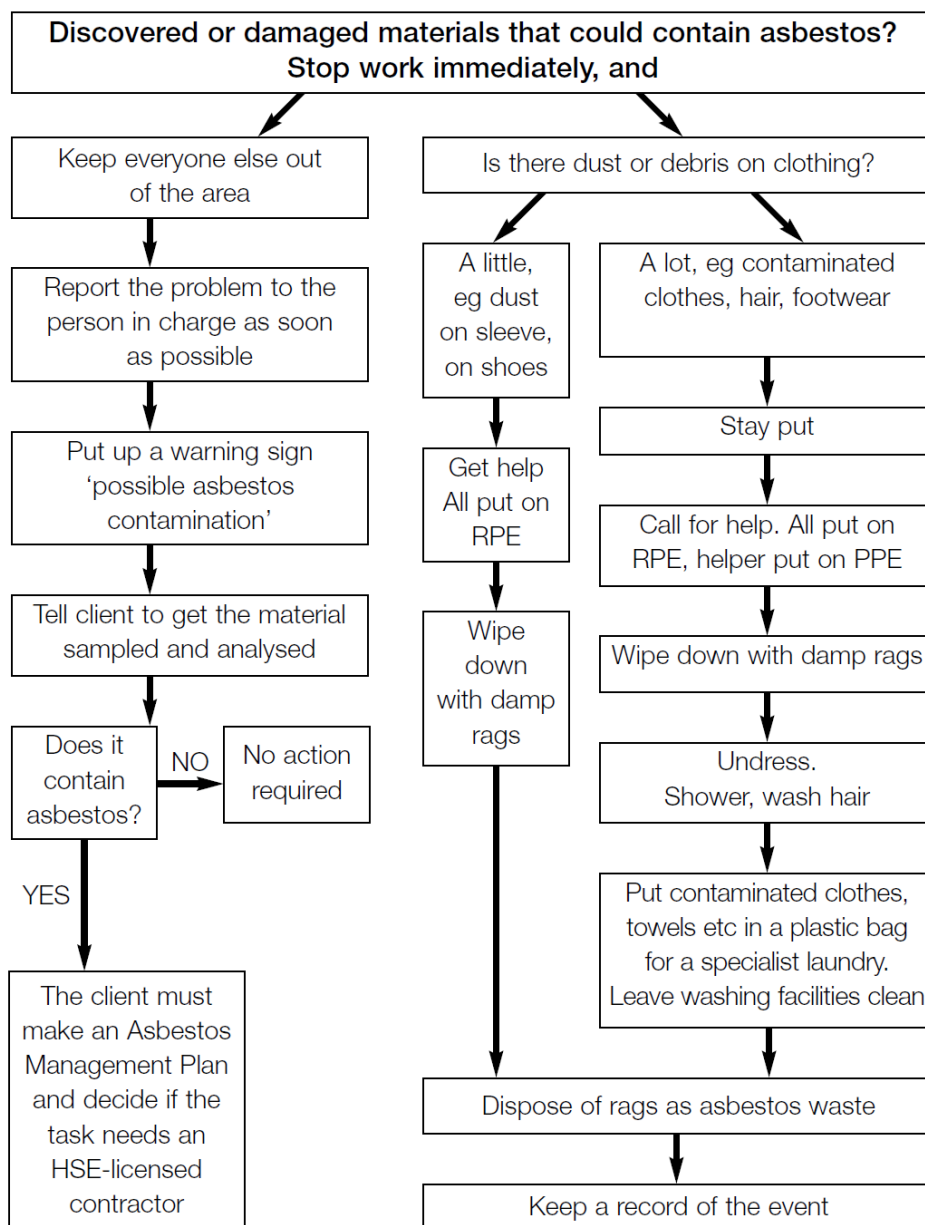 Discovered or damaged materials that could contain asbestos?
Stop work immediately, and
Keep everyone else out
of the area
Report the problem to the
person in charge as soon
as possible
Put up a warning sign
‘possible asbestos
contamination’
Tell client to get the material
sampled and analysed
Does it
contain
asbestos?
NO
No action
required
YES
The client must
make an Asbestos
Management Plan
and decide if the
task needs an
HSE-licensed
contractor
Is there dust or debris on clothing?
A little,
eg dust
on sleeve,
on shoes
Get help
All put on
RPE
Wipe
down
with damp
rags
A lot, eg contaminated
clothes, hair, footwear
Stay put
Call for help. All put on
RPE, helper put on PPE
Wipe down with damp rags
Undress.
Shower, wash hair
Put contaminated clothes,
towels etc in a plastic bag
for a specialist laundry.
Leave washing facilities clean
Dispose of rags as asbestos waste
Keep a record of the event